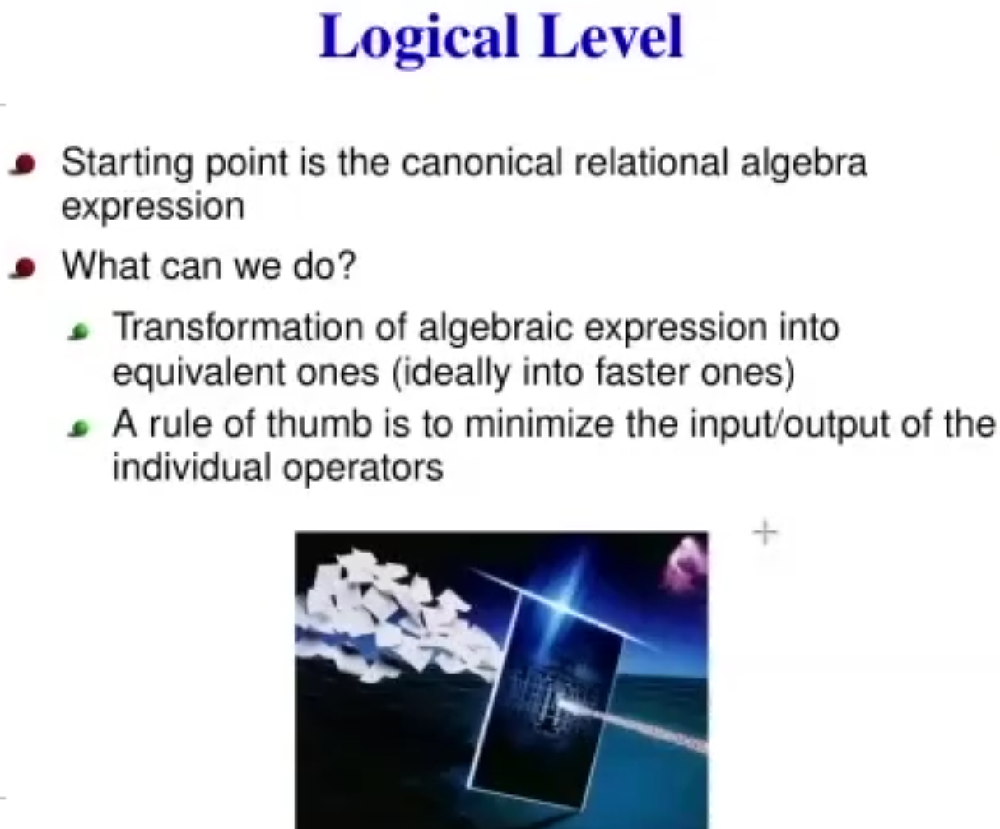 Logical Level
Starting point is the canonical relational algebra
expression
What can we do?
Transformation of algebraic expression into
equivalent ones (ideally into faster ones)
A rule of thumb is to minimize the input/output of the
individual operators